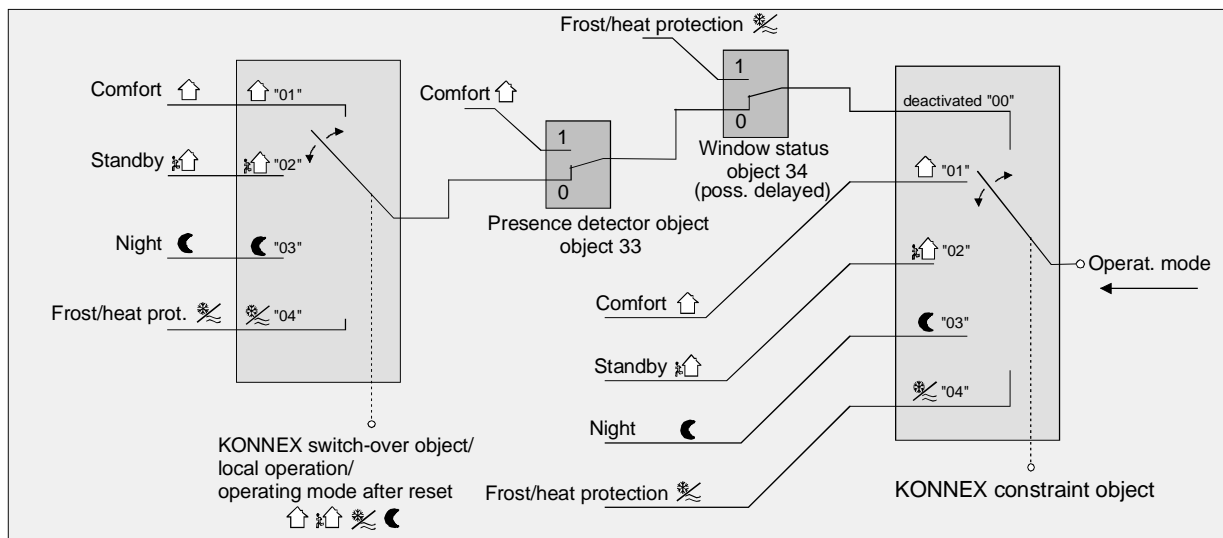 Frost/heat protection
Comfort
"01"
Standby
"02"
Night
"03"
Frost/heat prot.
"04"
KONNEX switch-over object/
local operation/
operating mode after reset
Comfort
1
0
Presence detector object
object 33
1
0
Window status
object 34
(poss. delayed)
deactivated "00"
"01"
"02"
"03"
"04"
Comfort
Standby
Night
Frost/heat protection
Operat. mode
KONNEX constraint object